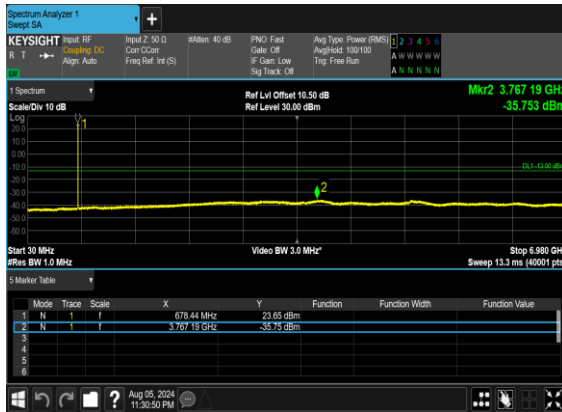 Spectrum Analyzer 1
Swept SA
+
KEYSIGHT
R T
Input: RF
Coupling: DC
Align: Auto
Input Z: 50 Ω
Corr CCorr
Freq Ref: Int (S)
#Atten: 40 dB
PNO: Fast
Gate: Off
IF Gain: Low
Sig Track: Off
Avg Type: Power (RMS)
Avg|Hold: 100/100
Trig: Free Run
1 2 3 4 5 6
A W W W W W
A N N N N N
1 Spectrum
Scale/Div 10 dB
Ref Lvl Offset 10.50 dB
Ref Level 30.00 dBm
Mkr2 3.767 19 GHz
-35.753 dBm
Log
20.0
10.0
0.00
-10.0
-20.0
-30.0
-40.0
-50.0
-60.0
1
DL1 -13.00 dBm
2
Start 30 MHz
#Res BW 1.0 MHz
Video BW 3.0 MHz*
Stop 6.980 GHz
Sweep 13.3 ms (40001 pts)
5 Marker Table
Mode Trace Scale X Y Function Function Width Function Value
1 N 1 f 678.44 MHz 23.65 dBm
2 N 1 f 3.767 19 GHz -35.75 dBm
3
4
5
6
?
Aug 05, 2024
11:30:50 PM